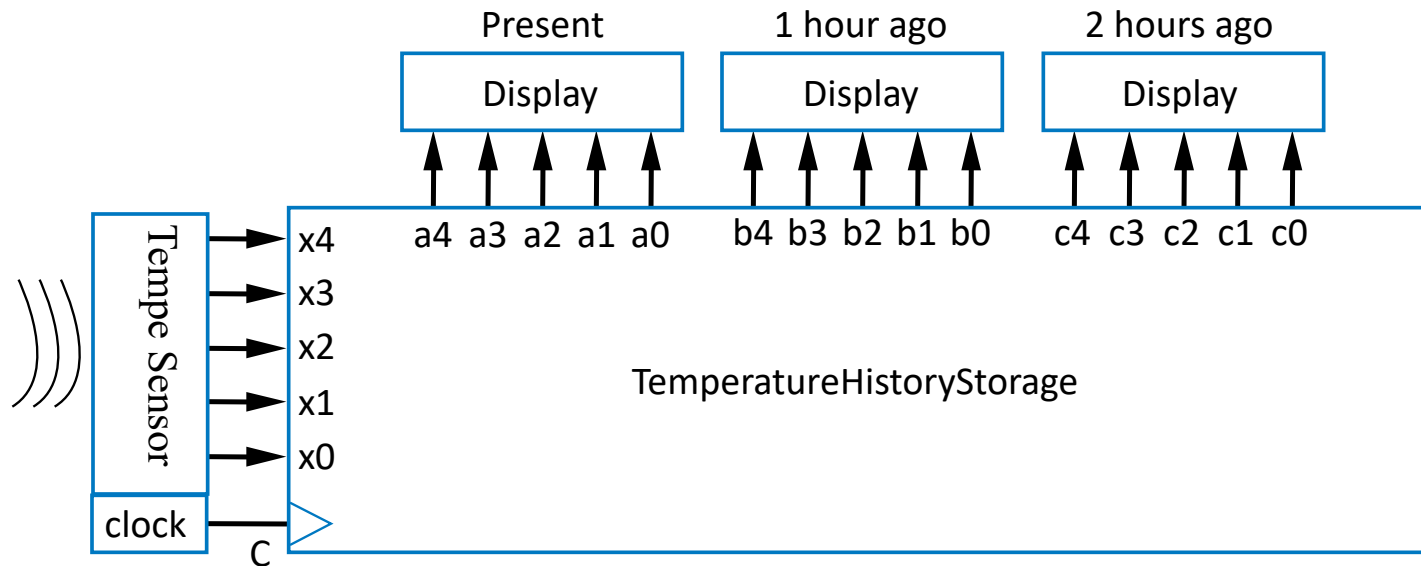 Present 1 hour ago 2 hours ago
Display Display Display
a4 a3 a2 a1 a0 b4 b3 b2 b1 b0 c4 c3 c2 c1 c0
Tempe Sensor
x4
x3
x2
x1
x0
TemperatureHistoryStorage
clock
C